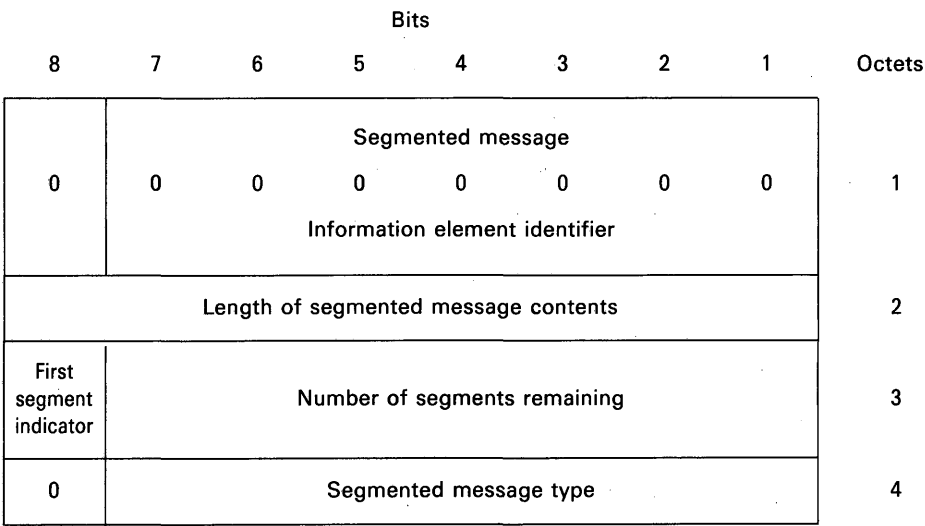 Bits
8 7 6 5 4 3 2 1 Octets
Segmented message
0 0 0 0 0 0 0 0 1
Information element identifier
Length of segmented message contents 2
First
segment
indicator
Number of segments remaining 3
0 Segmented message type 4